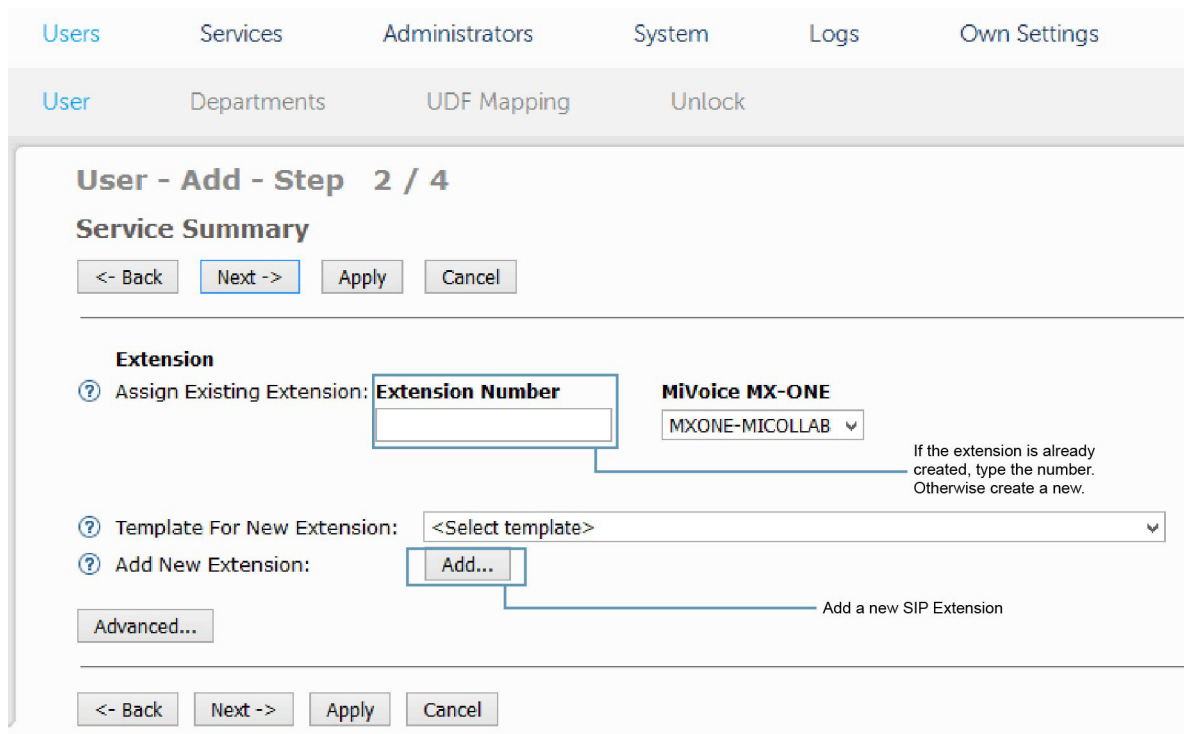 Users Services Administrators System Logs Own Settings
User Departments UDF Mapping Unlock
User - Add - Step 2 / 4
Service Summary
<- Back Next -> Apply Cancel
Extension
? Assign Existing Extension: Extension Number MiVoice MX-ONE
MXONE-MICOLLAB
If the extension is already
created, type the number.
Otherwise create a new.
? Template For New Extension: <Select template>
? Add New Extension: Add...
Add a new SIP Extension
Advanced...
<- Back Next -> Apply Cancel